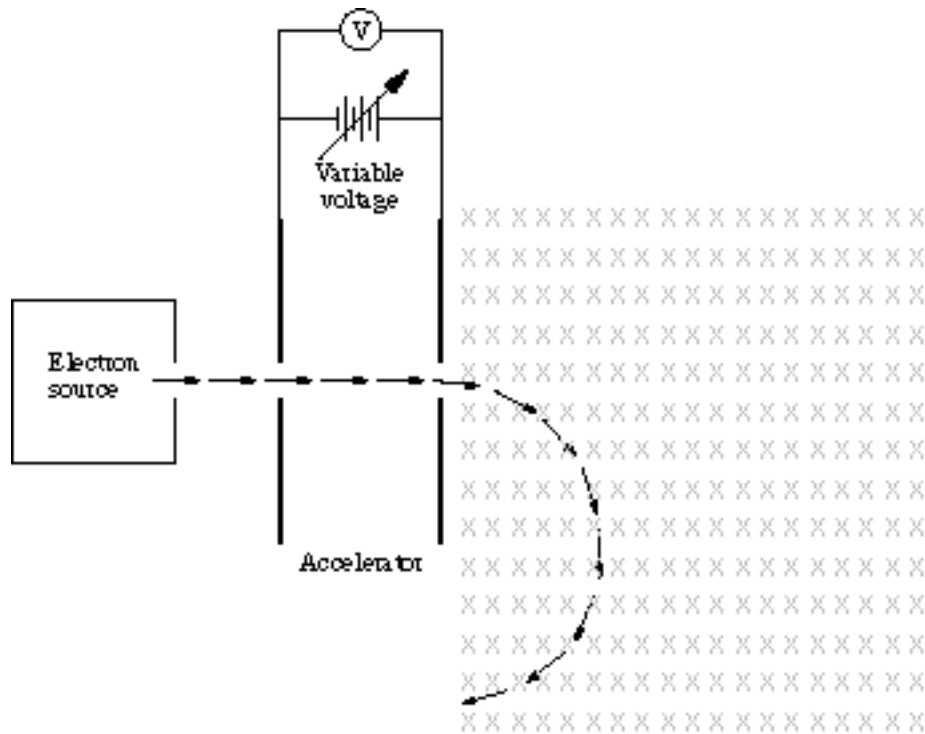 V
Variable
voltage
Electron
source
Accelerator